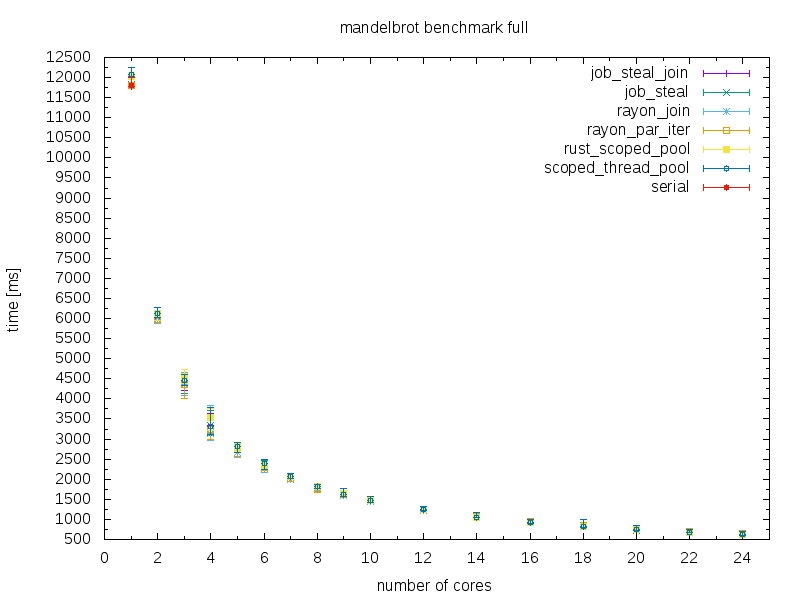 mandelbrot benchmark full
12500
12000
11500
11000
10500
10000
9500
9000
8500
8000
7500
7000
6500
6000
5500
5000
4500
4000
3500
3000
2500
2000
1500
1000
500
time [ms]
job_steal_join
job_steal
rayon_join
rayon_par_iter
rust_scoped_pool
scoped_thread_pool
serial
0 2 4 6 8 10 12 14 16 18 20 22 24
number of cores